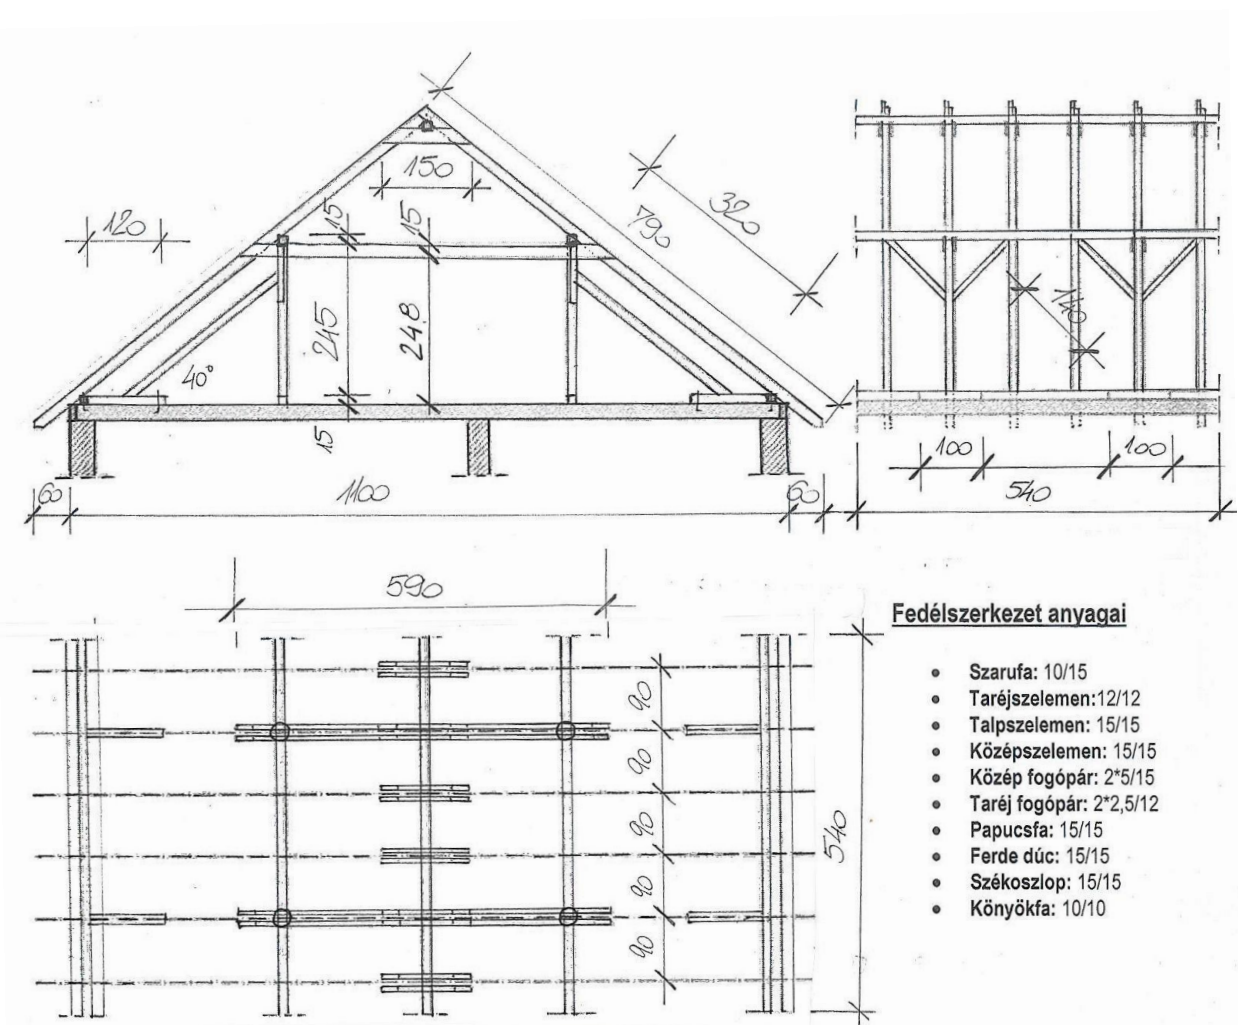 150
120
15
15
320
790
245
248
140
40°
15
100
100
60
1100
60
540
590
Fedélszerkezet anyagai
• Szarufa: 10/15
• Taréjszelemen:12/12
• Talpszelemen: 15/15
• Középszelemen: 15/15
• Közép fogópár: 2*5/15
• Taréj fogópár: 2*2,5/12
• Papucsfa: 15/15
• Ferde dúc: 15/15
• Székoszlop: 15/15
• Könyökfa: 10/10
90
90
90
90
90
540